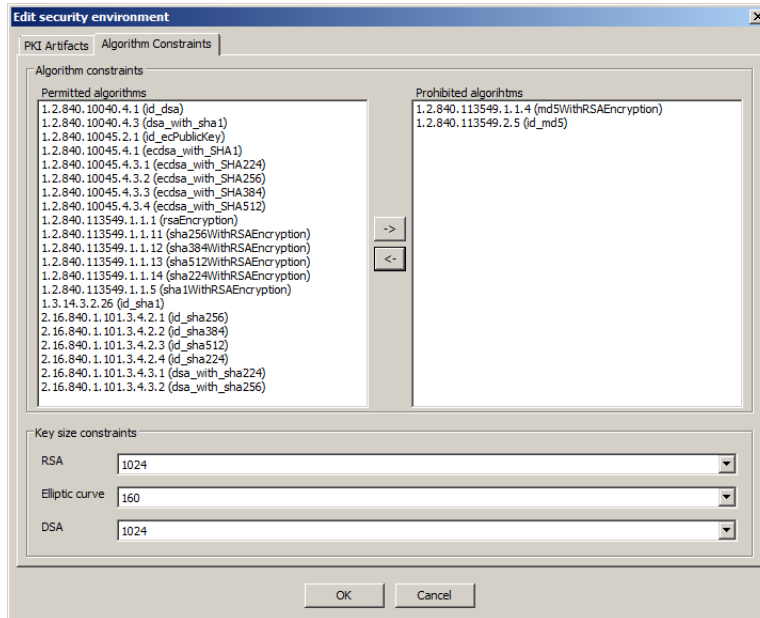 Edit security environment
PKI Artifacts
Algorithm Constraints
Algorithm constraints
Permitted algorithms
1.2.840.10040.4.1 (id_dsa)
1.2.840.10040.4.3 (dsa_with_sha1)
1.2.840.10045.2.1 (id_ecPublicKey)
1.2.840.10045.4.1 (ecdsa_with_SHA1)
1.2.840.10045.4.3.1 (ecdsa_with_SHA224)
1.2.840.10045.4.3.2 (ecdsa_with_SHA256)
1.2.840.10045.4.3.3 (ecdsa_with_SHA384)
1.2.840.10045.4.3.4 (ecdsa_with_SHA512)
1.2.840.113549.1.1.1 (rsaEncryption)
1.2.840.113549.1.1.11 (sha256WithRSAEncryption)
1.2.840.113549.1.1.12 (sha384WithRSAEncryption)
1.2.840.113549.1.1.13 (sha512WithRSAEncryption)
1.2.840.113549.1.1.14 (sha224WithRSAEncryption)
1.2.840.113549.1.1.5 (sha1WithRSAEncryption)
1.3.14.3.2.26 (id_sha1)
2.16.840.1.101.3.4.2.1 (id_sha256)
2.16.840.1.101.3.4.2.2 (id_sha384)
2.16.840.1.101.3.4.2.3 (id_sha512)
2.16.840.1.101.3.4.2.4 (id_sha224)
2.16.840.1.101.3.4.3.1 (dsa_with_sha224)
2.16.840.1.101.3.4.3.2 (dsa_with_sha256)
->
<-
Prohibited algorihtms
1.2.840.113549.1.1.4 (md5WithRSAEncryption)
1.2.840.113549.2.5 (id_md5)
Key size constraints
RSA
1024
Elliptic curve
160
DSA
1024
OK
Cancel